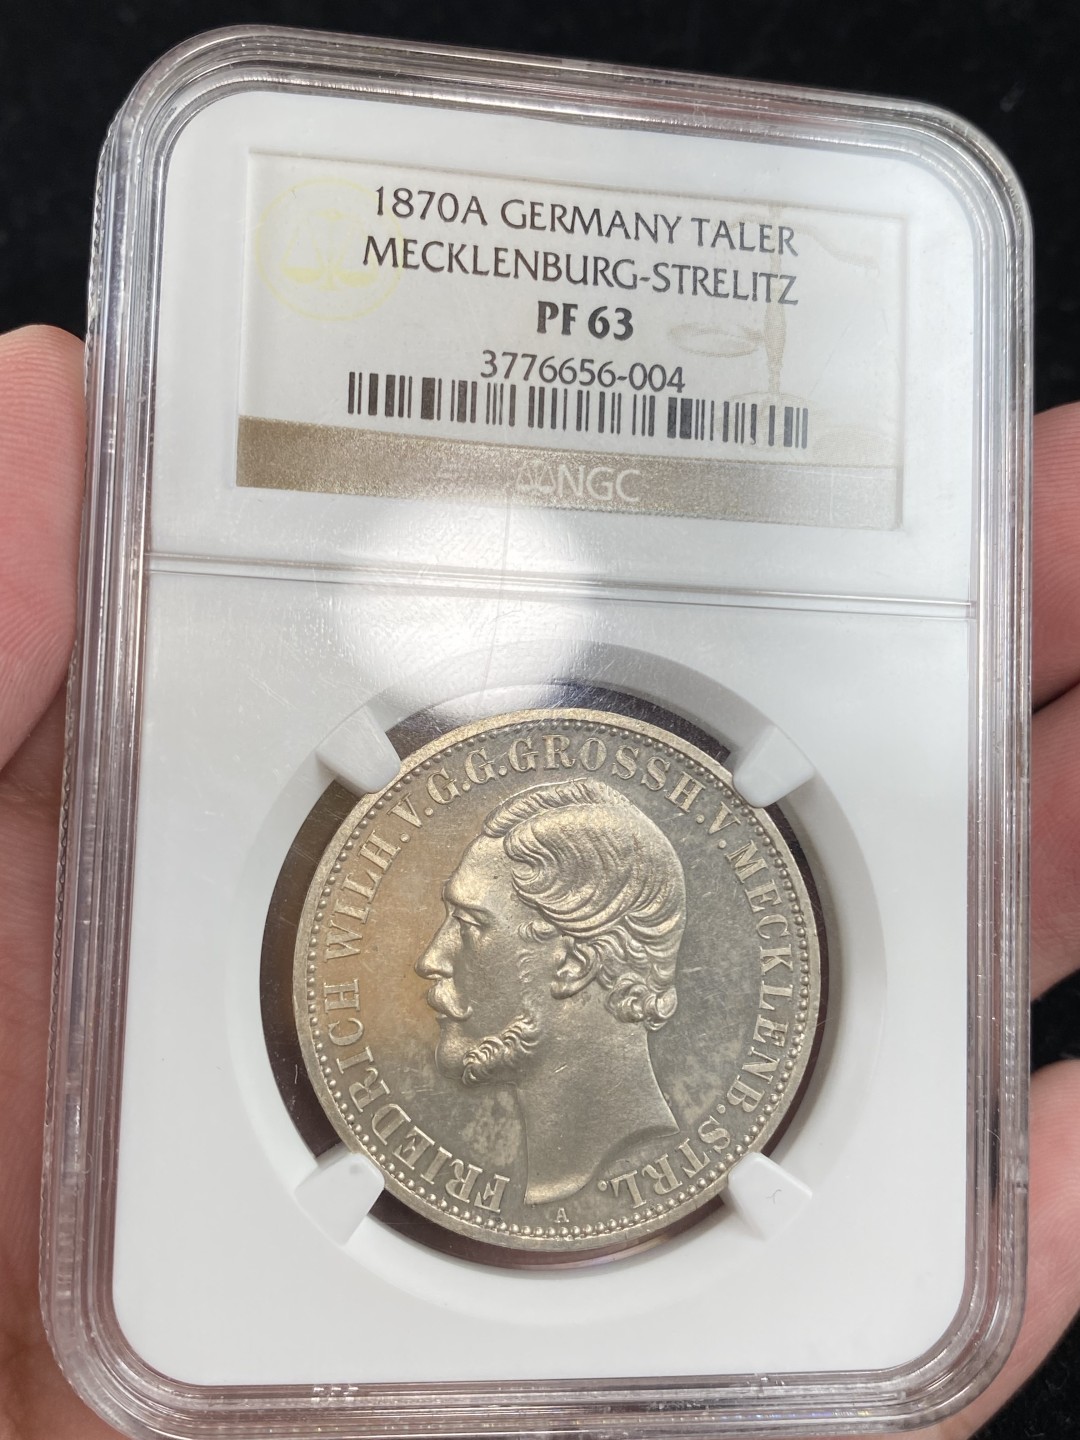 1870A GERMANY TALER
MECKLENBURG-STRELITZ
PF 63
3776656-004
NGC
FRIEDRICH WILH.V.G.G.GROSSH.V.MECKLENB.STRL.
A